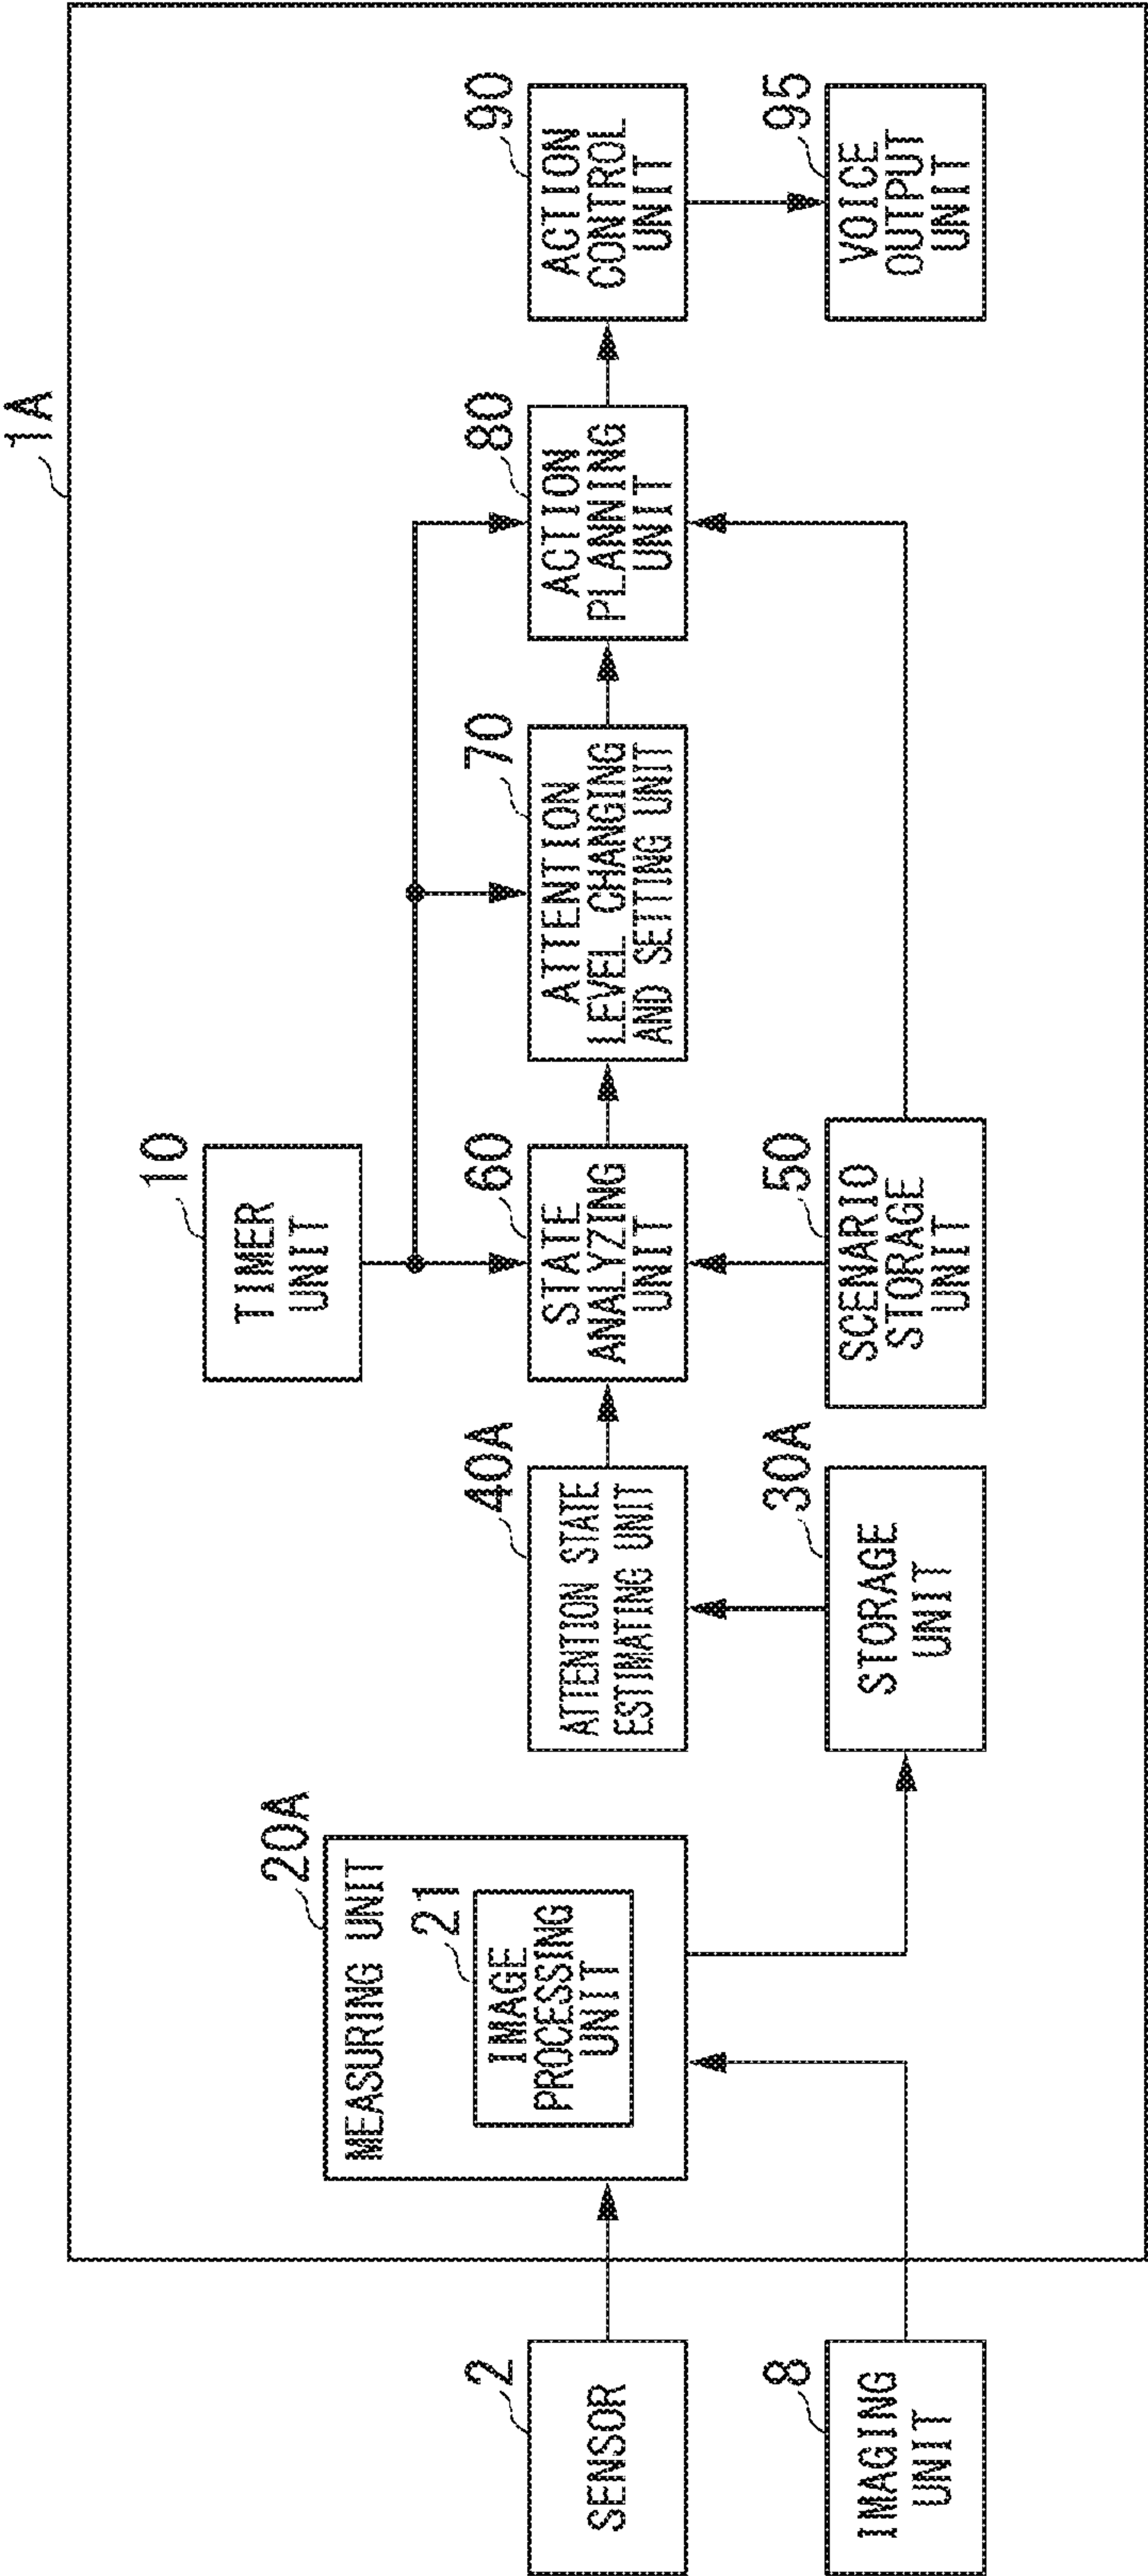 1A
10
TIMER
UNIT
20A
MEASURING UNIT
21
IMAGE
PROCESSING
UNIT
2
SENSOR
40A
ATTENTION STATE
ESTIMATING UNIT
60
STATE
ANALYZING
UNIT
70
ATTENTION
LEVEL CHANGING
AND SETTING UNIT
80
ACTION
PLANNING
UNIT
90
ACTION
CONTROL
UNIT
8
IMAGING
UNIT
30A
STORAGE
UNIT
50
SCENARIO
STORAGE
UNIT
95
VOICE
OUTPUT
UNIT